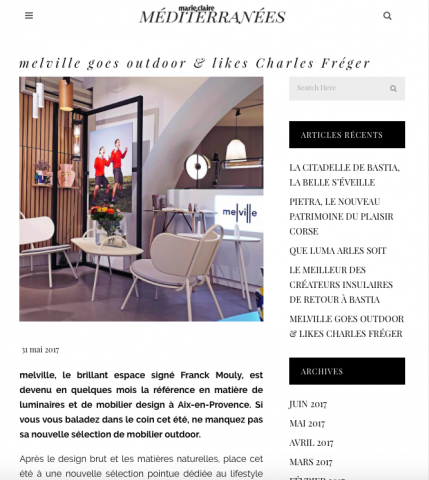 marie claire
MÉDITERRANÉES
melville goes outdoor & likes Charles Fréger
melville
31 mai 2017
melville, le brillant espace signé Franck Mouly, est
devenu en quelques mois la référence en matière de
luminaires et de mobilier design à Aix-en-Provence. Si
vous vous baladez dans le coin cet été, ne manquez pas
sa nouvelle sélection de mobilier outdoor.
Après le design brut et les matières naturelles, place cet
été à une nouvelle sélection pointue dédiée au lifestyle
Search Here
ARTICLES RÉCENTS
LA CITADELLE DE BASTIA,
LA BELLE S'ÉVEILLE
PIETRA, LE NOUVEAU
PATRIMOINE DU PLAISIR
CORSE
QUE LUMA ARLES SOIT
LE MEILLEUR DES
CRÉATEURS INSULAIRES
DE RETOUR À BASTIA
MELVILLE GOES OUTDOOR
& LIKES CHARLES FRÉGER
ARCHIVES
JUIN 2017
MAI 2017
AVRIL 2017
MARS 2017
FÉVRIER 2017